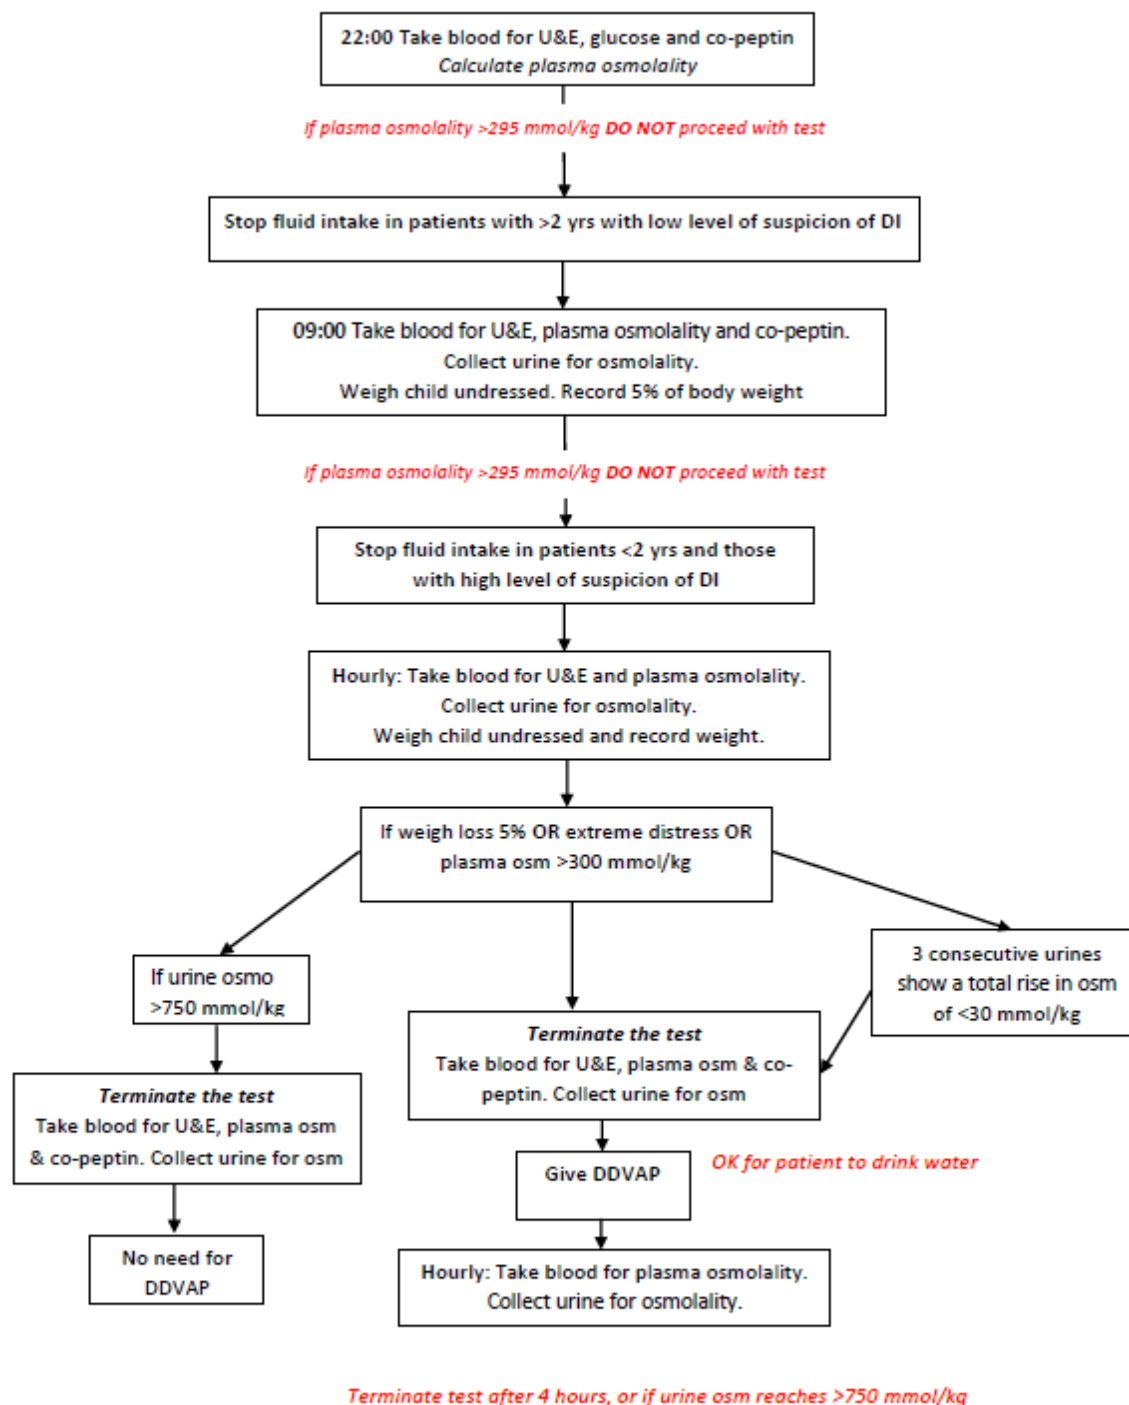 22:00 Take blood for U&E, glucose and co-peptin
Calculate plasma osmolality
If plasma osmolality >295 mmol/kg DO NOT proceed with test
Stop fluid intake in patients with >2 yrs with low level of suspicion of DI
09:00 Take blood for U&E, plasma osmolality and co-peptin.
Collect urine for osmolality.
Weigh child undressed. Record 5% of body weight
If plasma osmolality >295 mmol/kg DO NOT proceed with test
Stop fluid intake in patients <2 yrs and those
with high level of suspicion of DI
Hourly: Take blood for U&E and plasma osmolality.
Collect urine for osmolality.
Weigh child undressed and record weight.
If weigh loss 5% OR extreme distress OR
plasma osm >300 mmol/kg
If urine osmo
>750 mmol/kg
Terminate the test
Take blood for U&E, plasma osm
& co-peptin. Collect urine for osm
No need for
DDVAP
3 consecutive urines
show a total rise in osm
of <30 mmol/kg
Terminate the test
Take blood for U&E, plasma osm & co-
peptin. Collect urine for osm
Give DDVAP
OK for patient to drink water
Hourly: Take blood for plasma osmolality.
Collect urine for osmolality.
Terminate test after 4 hours, or if urine osm reaches >750 mmol/kg